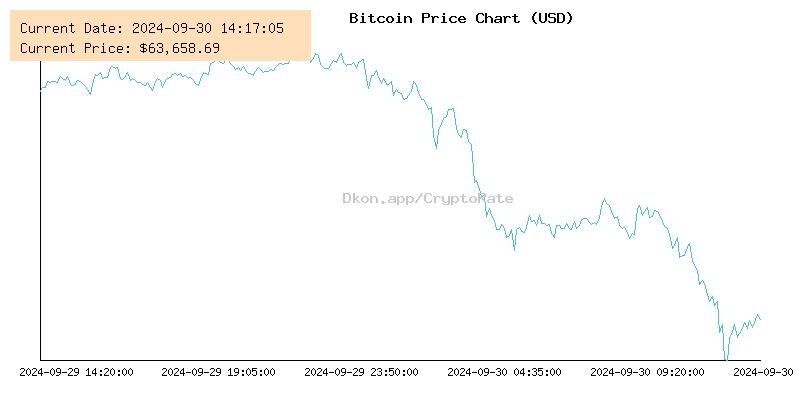 Bitcoin Price Chart (USD)
Current Date: 2024-09-30 14:17:05
Current Price: $63,658.69
Dkon.app/CryptoRate
2024-09-29 14:20:00 2024-09-29 19:05:00 2024-09-29 23:50:00 2024-09-30 04:35:00 2024-09-30 09:20:00 2024-09-30